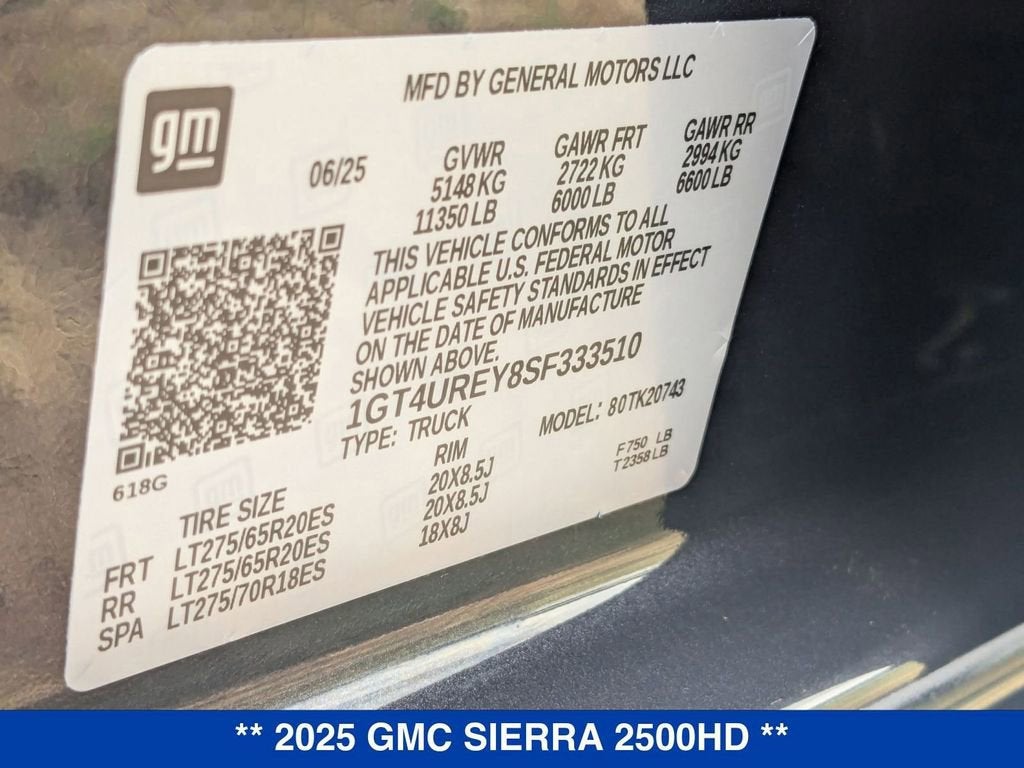 gm
MFD BY GENERAL MOTORS LLC
06/25
GVWR GAWR FRT GAWR RR
5148 KG 2722 KG 2994 KG
11350 LB 6000 LB 6600 LB
THIS VEHICLE CONFORMS TO ALL
APPLICABLE U.S. FEDERAL MOTOR
VEHICLE SAFETY STANDARDS IN EFFECT
ON THE DATE OF MANUFACTURE
SHOWN ABOVE.
1GT4UREY8SF333510
TYPE: TRUCK MODEL: 80TK20743
618G
TIRE SIZE RIM
FRT LT275/65R20ES 20X8.5J
RR LT275/65R20ES 20X8.5J
SPA LT275/70R18ES 18X8J
F 750 LB
T 2358 LB
** 2025 GMC SIERRA 2500HD **